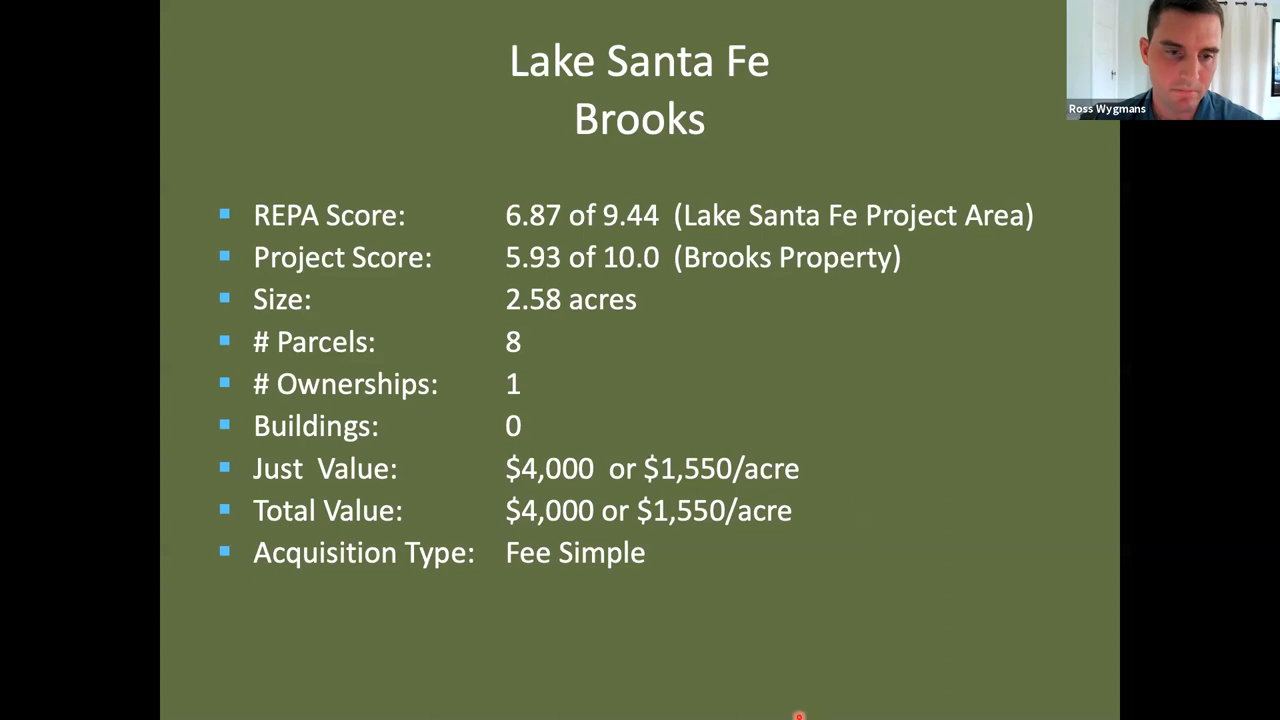 Lake Santa Fe
Brooks
Ross Wygmans
REPA Score: 6.87 of 9.44 (Lake Santa Fe Project Area)
Project Score: 5.93 of 10.0 (Brooks Property)
Size: 2.58 acres
# Parcels: 8
# Ownerships: 1
Buildings: 0
Just Value: $4,000 or $1,550/acre
Total Value: $4,000 or $1,550/acre
Acquisition Type: Fee Simple